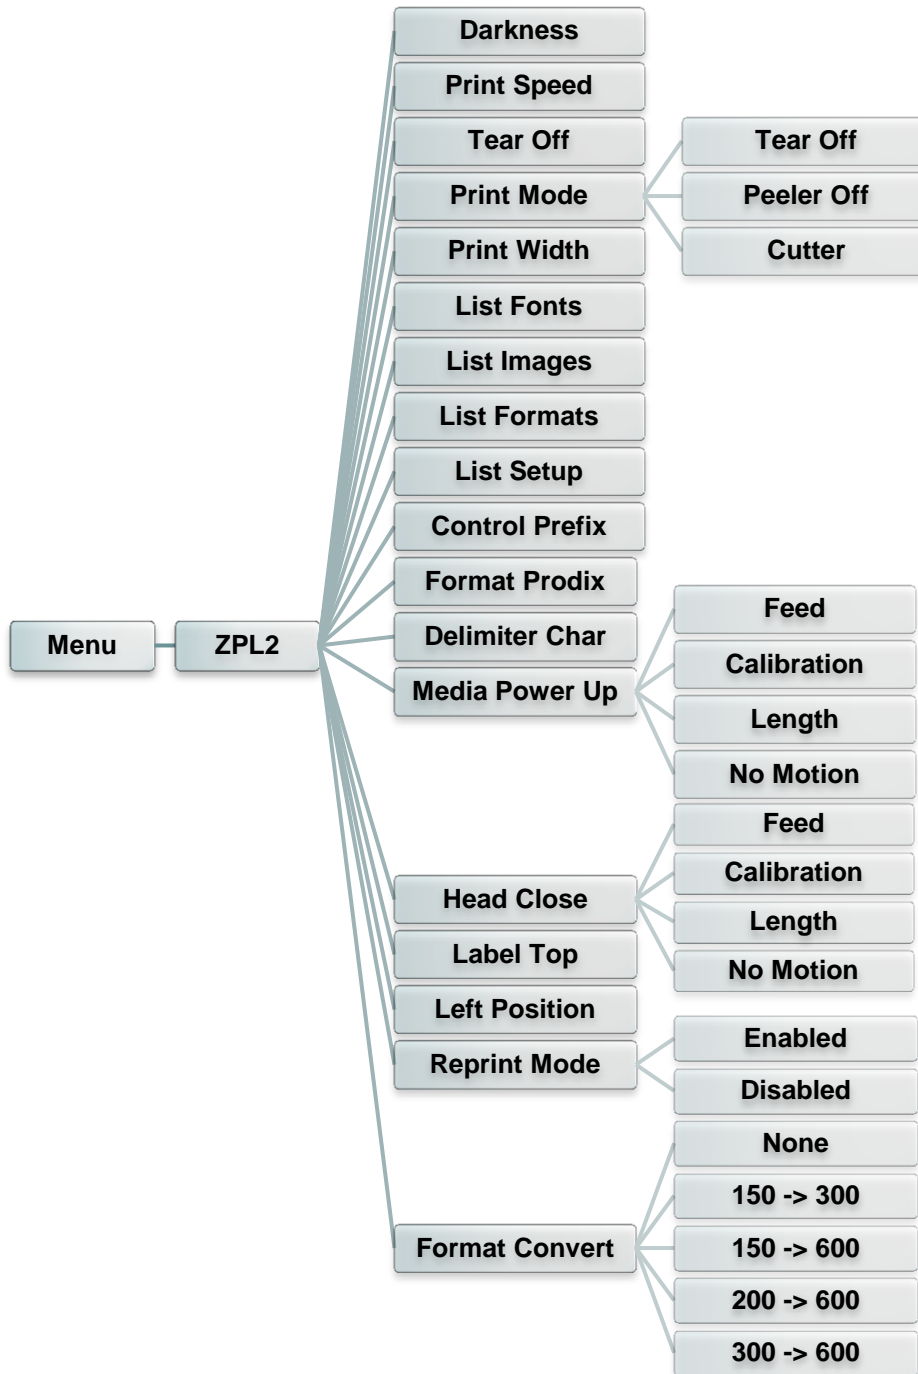 Menu
ZPL2
Darkness
Print Speed
Tear Off
Print Mode
Tear Off
Peeler Off
Cutter
Print Width
List Fonts
List Images
List Formats
List Setup
Control Prefix
Format Prodix
Delimiter Char
Media Power Up
Feed
Calibration
Length
No Motion
Head Close
Feed
Calibration
Length
No Motion
Label Top
Left Position
Reprint Mode
Enabled
Disabled
Format Convert
None
150 -> 300
150 -> 600
200 -> 600
300 -> 600